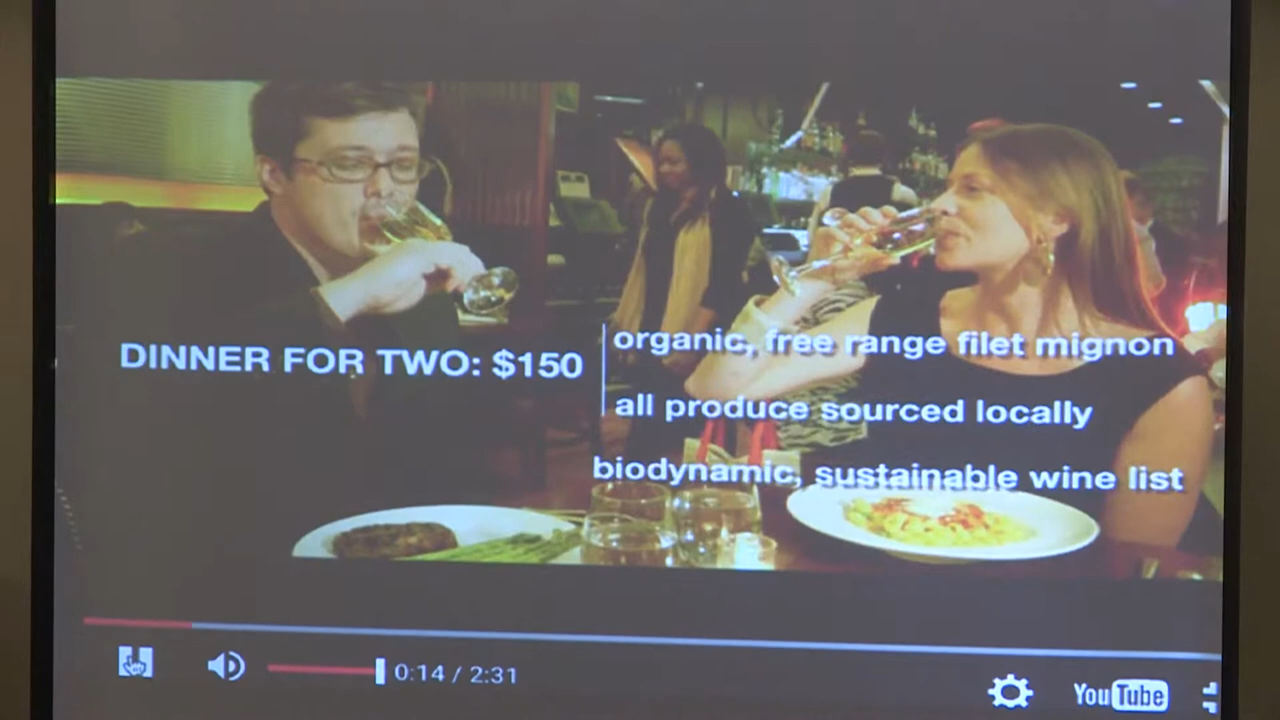 DINNER FOR TWO: $150
organic, free range filet mignon
all produce sourced locally
biodynamic, sustainable wine list
0:14 / 2:31
YouTube